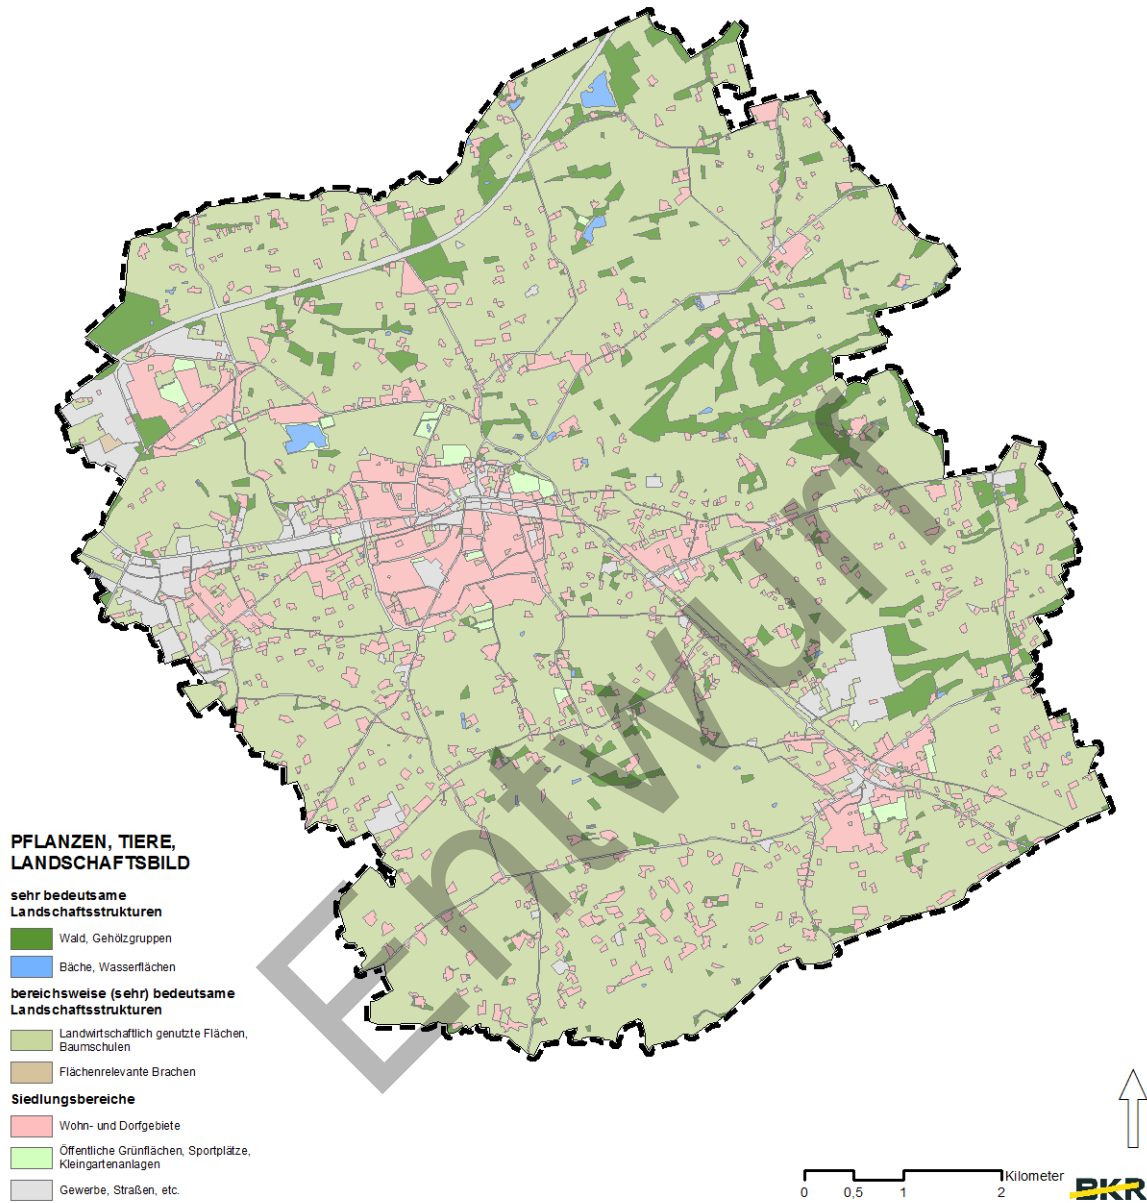 Entwurf
PFLANZEN, TIERE,
LANDSCHAFTSBILD
sehr bedeutsame
Landschaftsstrukturen
Wald, Gehölzgruppen
Bäche, Wasserflächen
bereichsweise (sehr) bedeutsame
Landschaftsstrukturen
Landwirtschaftlich genutzte Flächen,
Baumschulen
Flächenrelevante Brachen
Siedlungsbereiche
Wohn- und Dorfgebiete
Öffentliche Grünflächen, Sportplätze,
Kleingartenanlagen
Gewerbe, Straßen, etc.
Kilometer
0 0,5 1 2
BKR